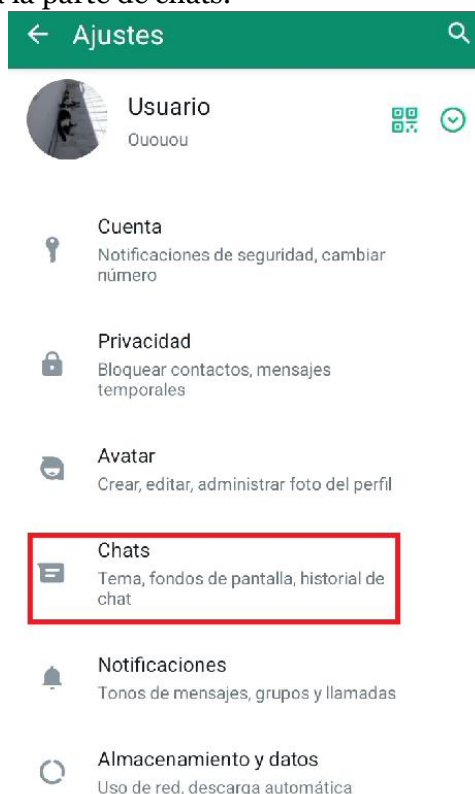 la parte de chats.
Ajustes
Usuario
Ououou
Cuenta
Notificaciones de seguridad, cambiar
número
Privacidad
Bloquear contactos, mensajes
temporales
Avatar
Crear, editar, administrar foto del perfil
Chats
Tema, fondos de pantalla, historial de
chat
Notificaciones
Tonos de mensajes, grupos y llamadas
Almacenamiento y datos
Uso de red, descarga automática